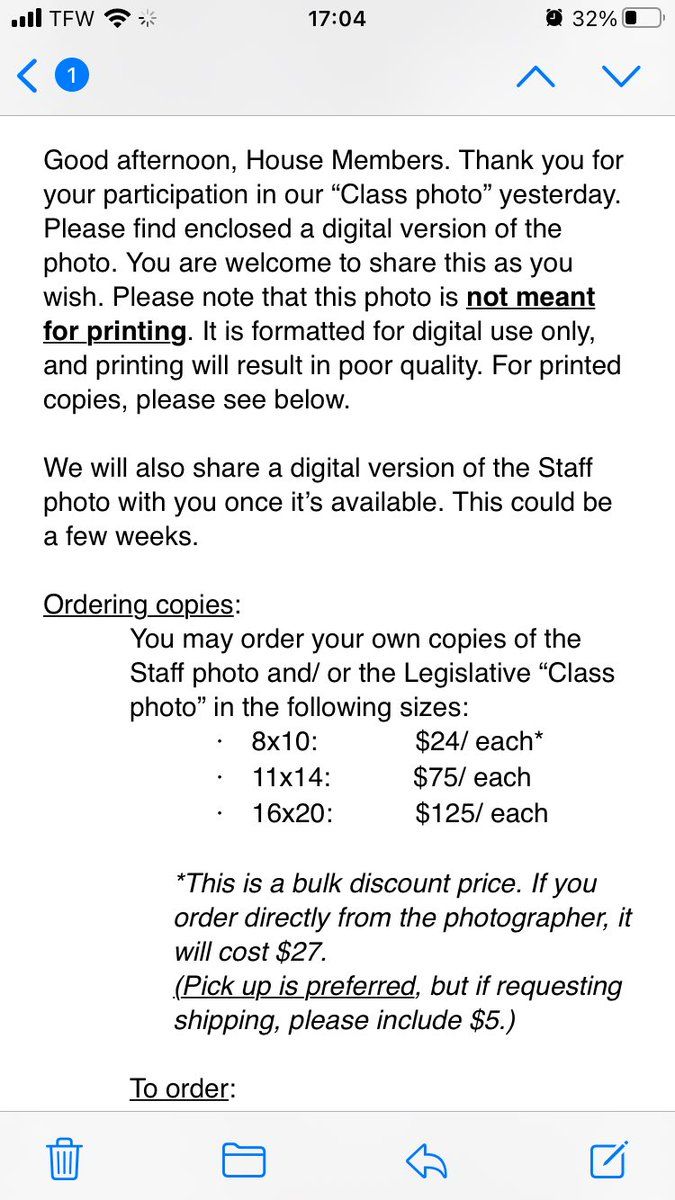 TFW 17:04 32%
1
Good afternoon, House Members. Thank you for
your participation in our “Class photo” yesterday.
Please find enclosed a digital version of the
photo. You are welcome to share this as you
wish. Please note that this photo is not meant
for printing. It is formatted for digital use only,
and printing will result in poor quality. For printed
copies, please see below.
We will also share a digital version of the Staff
photo with you once it’s available. This could be
a few weeks.
Ordering copies:
You may order your own copies of the
Staff photo and/ or the Legislative “Class
photo” in the following sizes:
· 8x10: $24/ each*
· 11x14: $75/ each
· 16x20: $125/ each
*This is a bulk discount price. If you
order directly from the photographer, it
will cost $27.
(Pick up is preferred, but if requesting
shipping, please include $5.)
To order: